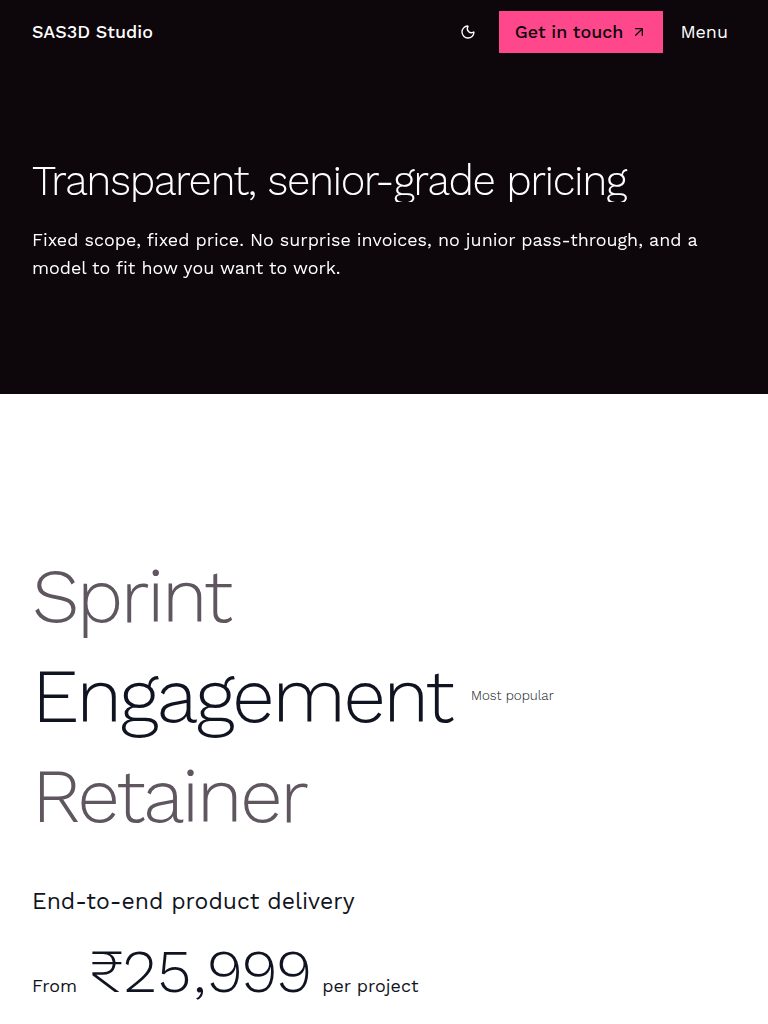 SAS3D Studio
Get in touch
Menu
Transparent, senior-grade pricing
Fixed scope, fixed price. No surprise invoices, no junior pass-through, and a
model to fit how you want to work.
Sprint
Engagement Most popular
Retainer
End-to-end product delivery
From ₹25,999 per project